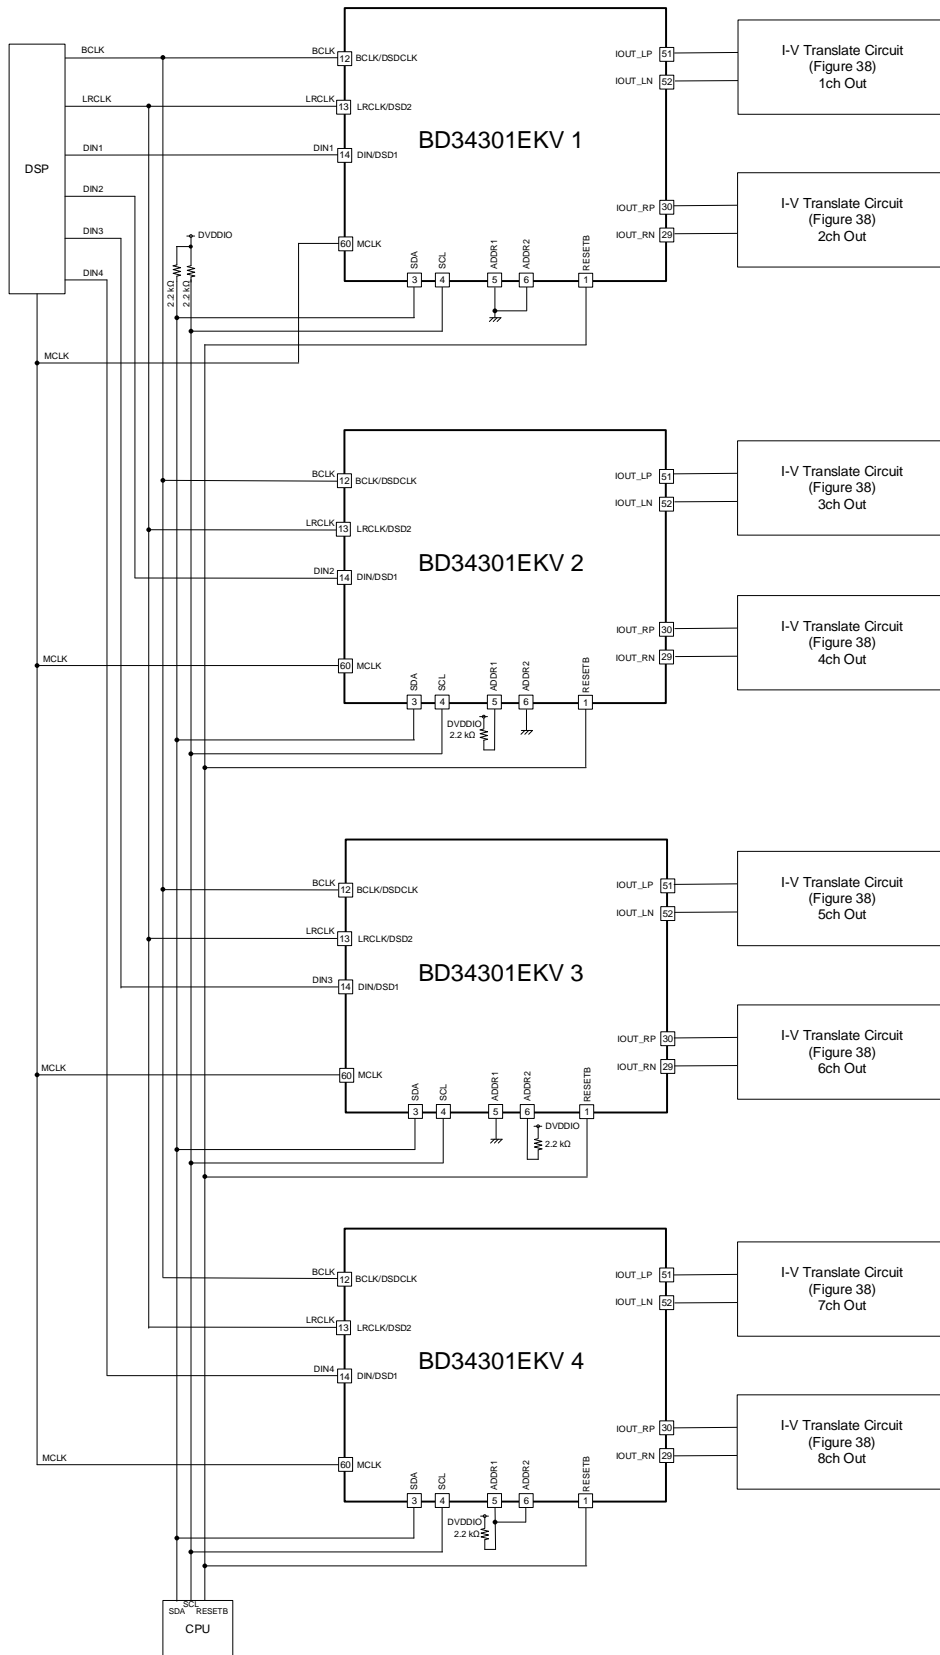 BCLK
BCLK
12
BCLK/DSDCLK
IOUT_LP
51
I-V Translate Circuit
(Figure 38)
1ch Out
IOUT_LN
52
LRCLK
LRCLK
13
LRCLK/DSD2
BD34301EKV 1
DSP
DIN1
DIN1
14
DIN/DSD1
DIN2
IOUT_RP
30
I-V Translate Circuit
(Figure 38)
2ch Out
IOUT_RN
29
DIN3
DVDDIO
60
MCLK
DIN4
2.2 kΩ
2.2 kΩ
SDA
SCL
ADDR1
ADDR2
RESETB
3
4
5
6
1
MCLK
BCLK
12
BCLK/DSDCLK
IOUT_LP
51
I-V Translate Circuit
(Figure 38)
3ch Out
IOUT_LN
52
LRCLK
13
LRCLK/DSD2
BD34301EKV 2
DIN2
14
DIN/DSD1
IOUT_RP
30
I-V Translate Circuit
(Figure 38)
4ch Out
IOUT_RN
29
MCLK
60
MCLK
SDA
SCL
ADDR1
ADDR2
RESETB
3
4
5
6
1
DVDDIO
2.2 kΩ
BCLK
12
BCLK/DSDCLK
IOUT_LP
51
I-V Translate Circuit
(Figure 38)
5ch Out
IOUT_LN
52
LRCLK
13
LRCLK/DSD2
BD34301EKV 3
DIN3
14
DIN/DSD1
IOUT_RP
30
I-V Translate Circuit
(Figure 38)
6ch Out
IOUT_RN
29
MCLK
60
MCLK
SDA
SCL
ADDR1
ADDR2
RESETB
3
4
5
6
1
DVDDIO
2.2 kΩ
BCLK
12
BCLK/DSDCLK
IOUT_LP
51
I-V Translate Circuit
(Figure 38)
7ch Out
IOUT_LN
52
LRCLK
13
LRCLK/DSD2
BD34301EKV 4
DIN4
14
DIN/DSD1
IOUT_RP
30
I-V Translate Circuit
(Figure 38)
8ch Out
IOUT_RN
29
MCLK
60
MCLK
SDA
SCL
ADDR1
ADDR2
RESETB
3
4
5
6
1
DVDDIO
2.2 kΩ
SCL
SDA
RESETB
CPU